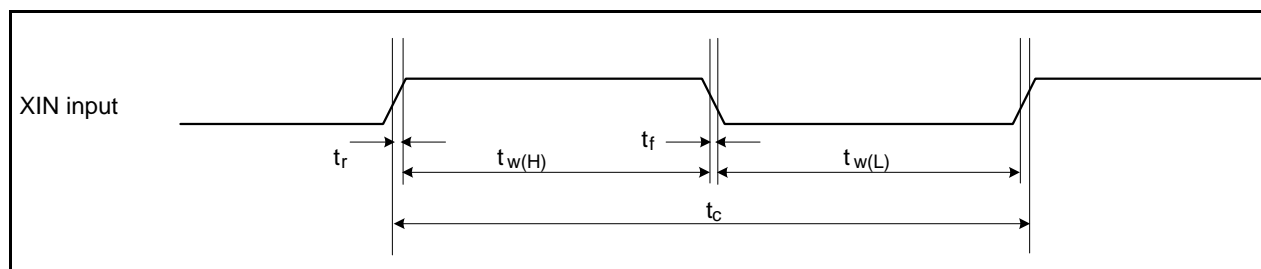 XIN input
tr
tw(H)
tf
tw(L)
tc